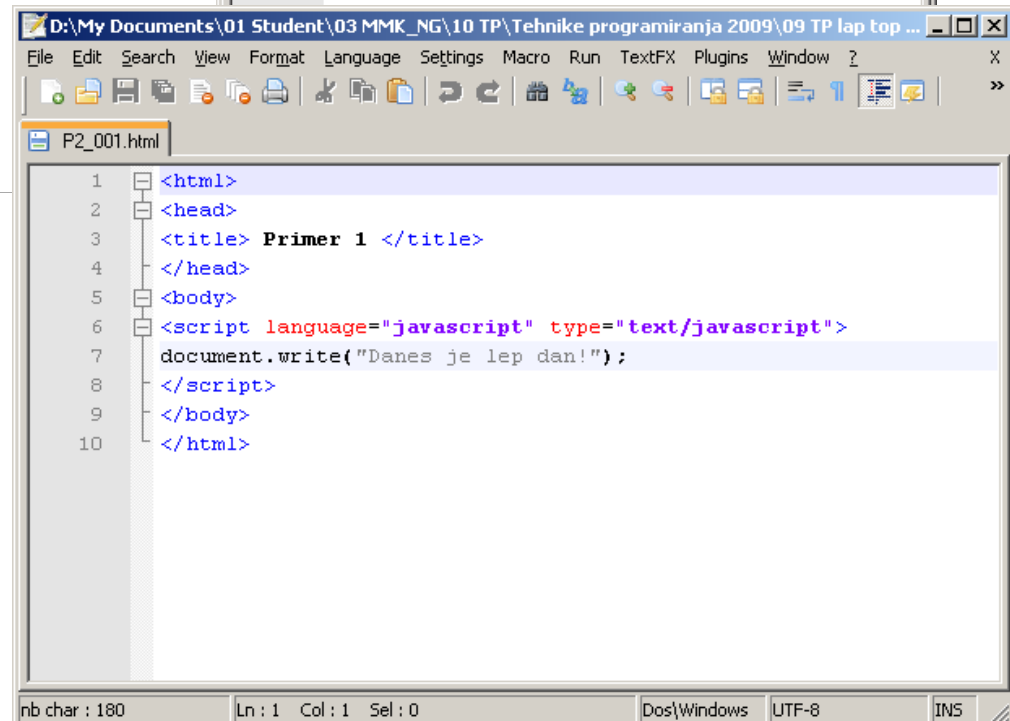 D:\My Documents\01 Student\03 MMK_NG\10 TP\Tehnike programiranja 2009\09 TP lap top ...
File Edit Search View Format Language Settings Macro Run TextFX Plugins Window ? X
P2_001.html
1 <html>
2 <head>
3 <title> Primer 1 </title>
4 </head>
5 <body>
6 <script language="javascript" type="text/javascript">
7 document.write("Danes je lep dan!");
8 </script>
9 </body>
10 </html>
nb char : 180 Ln : 1 Col : 1 Sel : 0 Dos\Windows UTF-8 INS